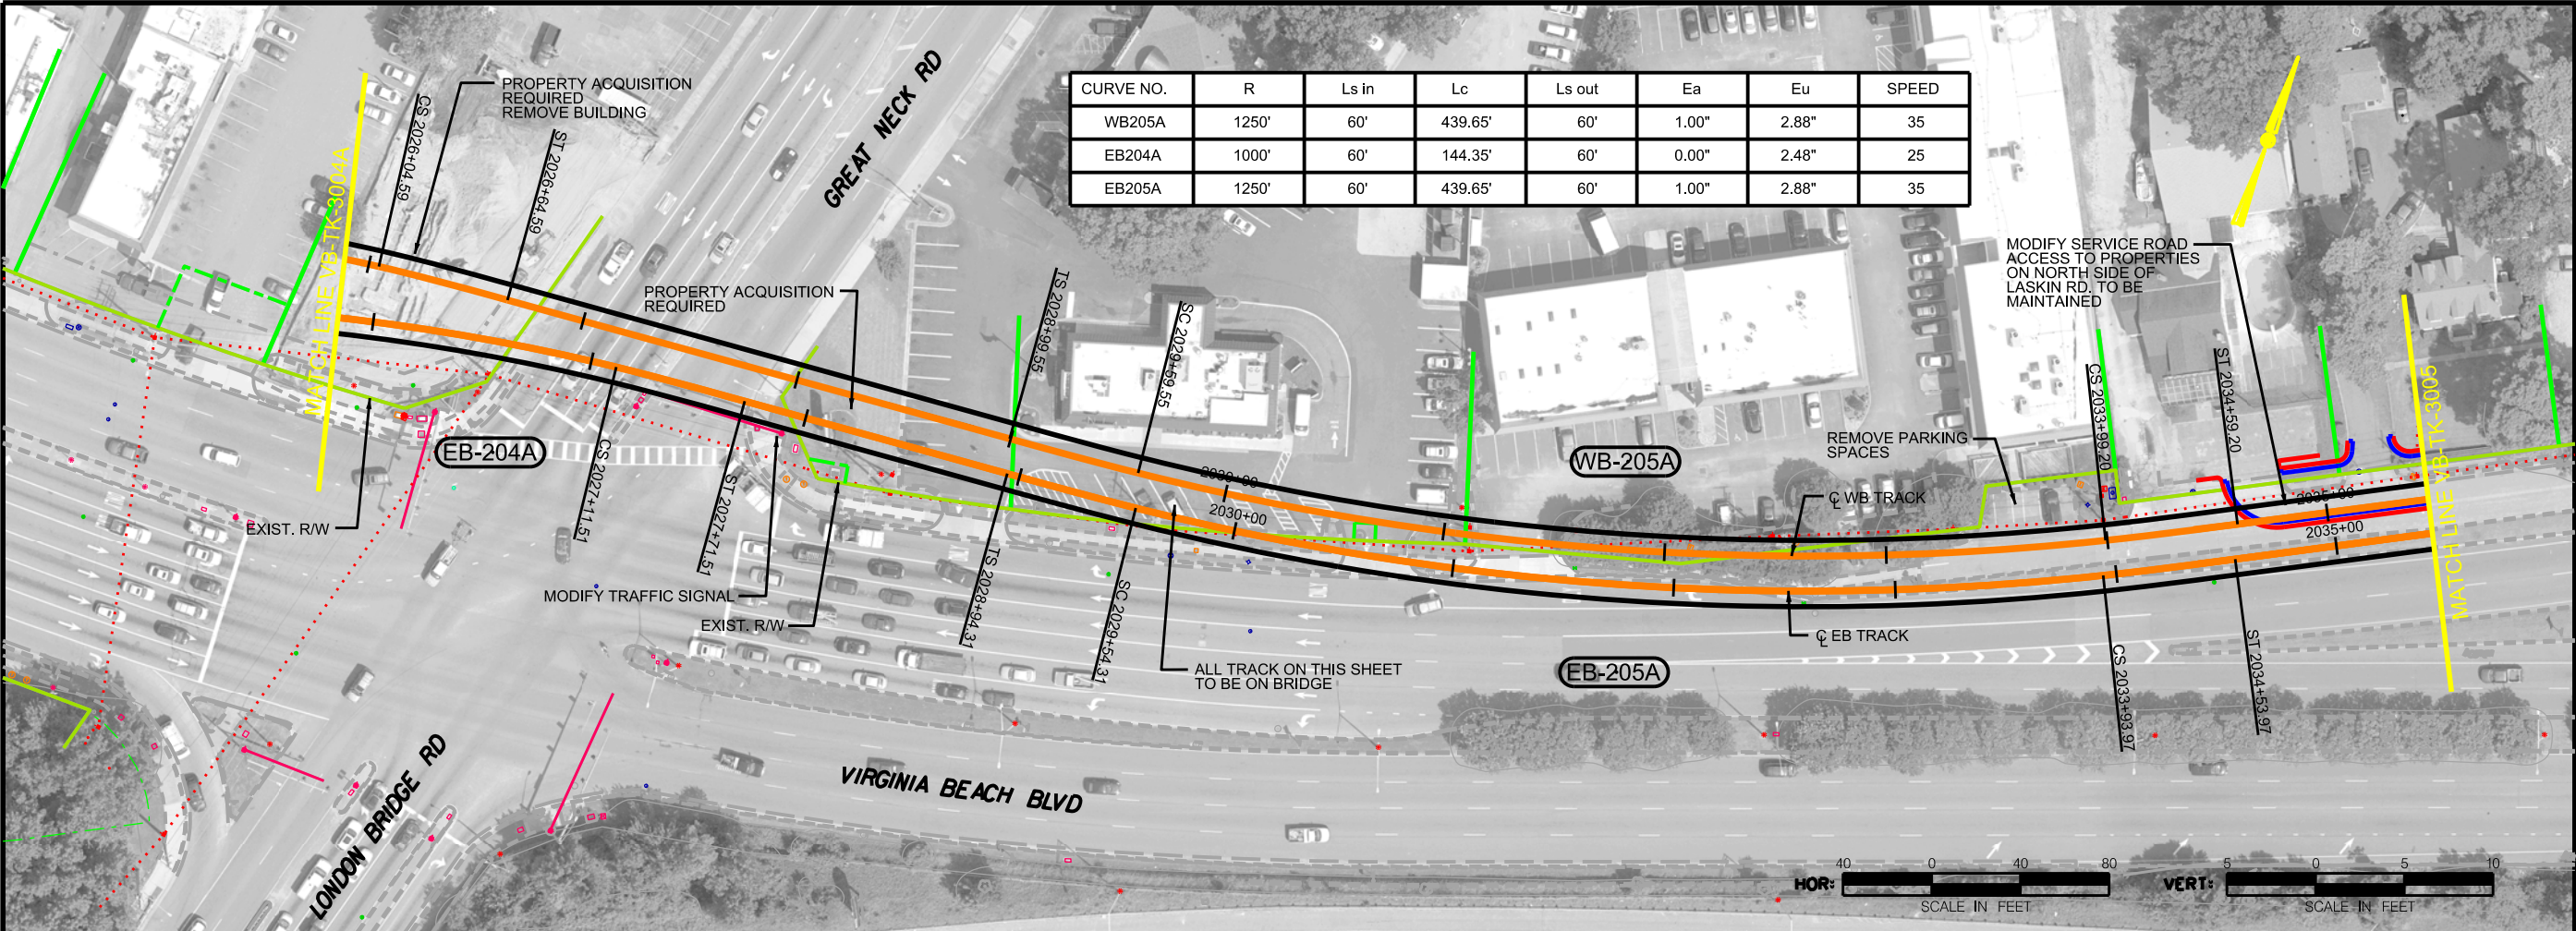 PROPERTY ACQUISITION
REQUIRED
REMOVE BUILDING
GREAT NECK RD
CURVE NO. R Ls in Lc Ls out Ea Eu SPEED
WB205A 1250' 60' 439.65' 60' 1.00" 2.88" 35
EB204A 1000' 60' 144.35' 60' 0.00" 2.48" 25
EB205A 1250' 60' 439.65' 60' 1.00" 2.88" 35
MATCH LINE VB-TK-3004A
CS 2026+04.59
ST 2026+64.59
PROPERTY ACQUISITION
REQUIRED
TS 2028+99.55
SC 2029+59.55
MODIFY SERVICE ROAD
ACCESS TO PROPERTIES
ON NORTH SIDE OF
LASKIN RD. TO BE
MAINTAINED
CS 2033+99.20
ST 2034+59.20
MATCH LINE VB-TK-3005
EB-204A
WB-205A
REMOVE PARKING
SPACES
2030+00
2030+00
2035+00
2035+00
℄ WB TRACK
EXIST. R/W
CS 2027+11.51
ST 2027+71.51
MODIFY TRAFFIC SIGNAL
EXIST. R/W
TS 2028+94.31
SC 2029+54.31
ALL TRACK ON THIS SHEET
TO BE ON BRIDGE
℄ EB TRACK
EB-205A
CS 2033+93.97
ST 2034+53.97
VIRGINIA BEACH BLVD
LONDON BRIDGE RD
40 0 40 80
HOR:
SCALE IN FEET
5 0 5 10
VERT:
SCALE IN FEET